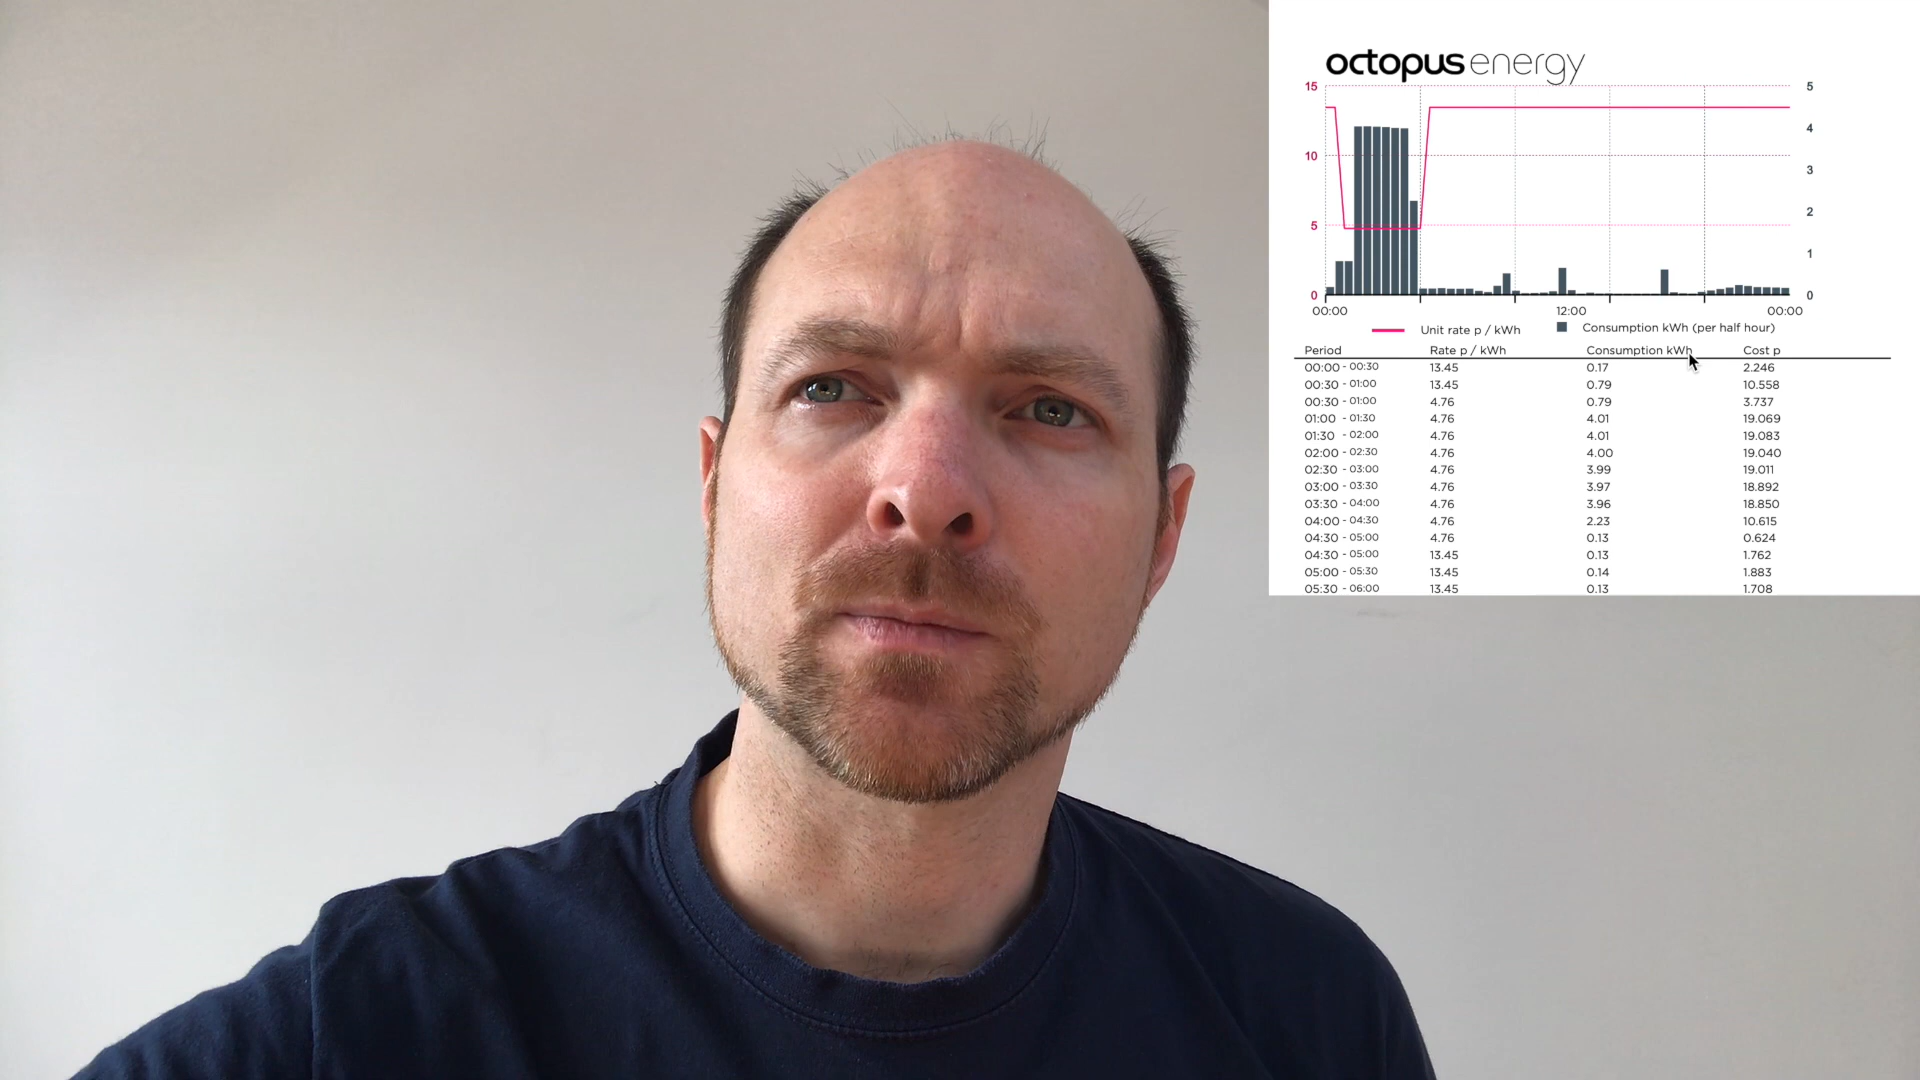 octopus energy
15 5
4
10
3
5 2
1
0 0
00:00 12:00 00:00
Unit rate p / kWh Consumption kWh (per half hour)
Period Rate p / kWh Consumption kWh Cost p
00:00 - 00:30 13.45 0.17 2.246
00:30 - 01:00 13.45 0.79 10.558
00:30 - 01:00 4.76 0.79 3.737
01:00 - 01:30 4.76 4.01 19.069
01:30 - 02:00 4.76 4.01 19.083
02:00 - 02:30 4.76 4.00 19.040
02:30 - 03:00 4.76 3.99 19.011
03:00 - 03:30 4.76 3.97 18.892
03:30 - 04:00 4.76 3.96 18.850
04:00 - 04:30 4.76 2.23 10.615
04:30 - 05:00 4.76 0.13 0.624
04:30 - 05:00 13.45 0.13 1.762
05:00 - 05:30 13.45 0.14 1.883
05:30 - 06:00 13.45 0.13 1.708